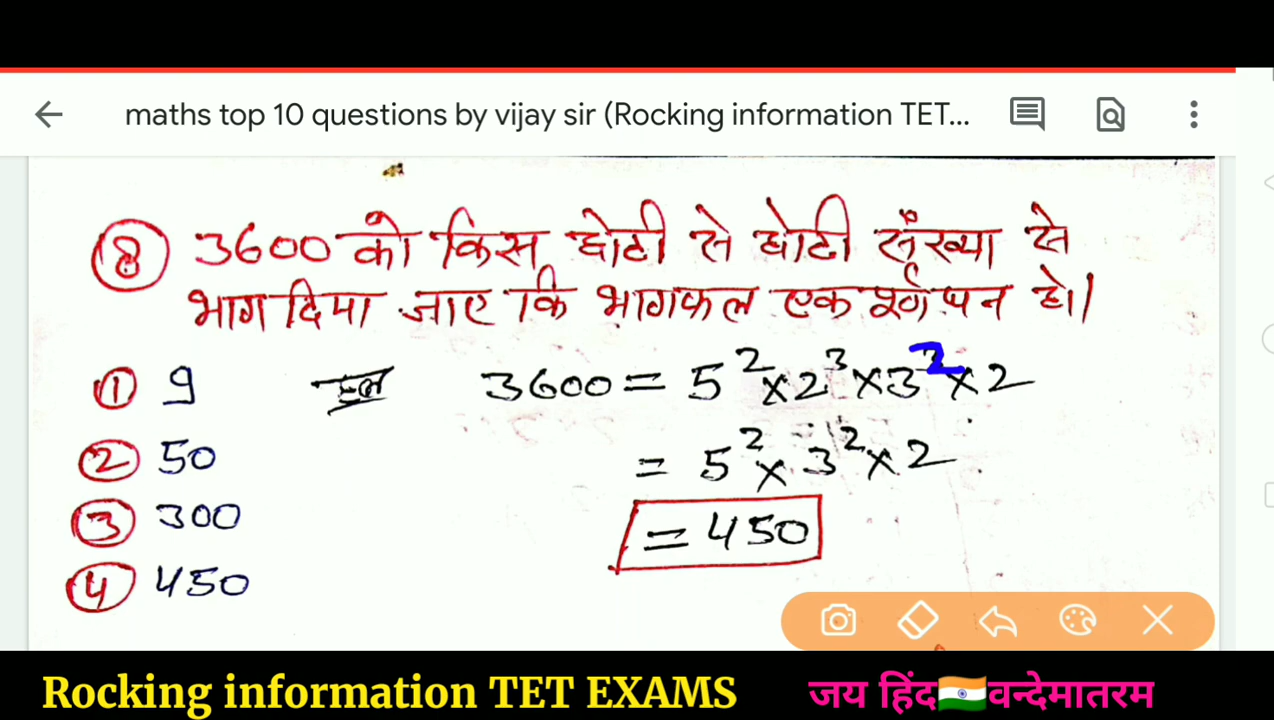 maths top 10 questions by vijay sir (Rocking information TET...
8 3600 को किस छोटी से छोटी संख्या से
भाग दिया जाए कि भागफल एक पूर्ण घन हो।
1 9
हल 3600 = 5² × 2³ × 3² × 2
2 50
= 5² × 3² × 2
3 300
= 450
4 450
Rocking information TET EXAMS जय हिंद🇮🇳वन्देमातरम